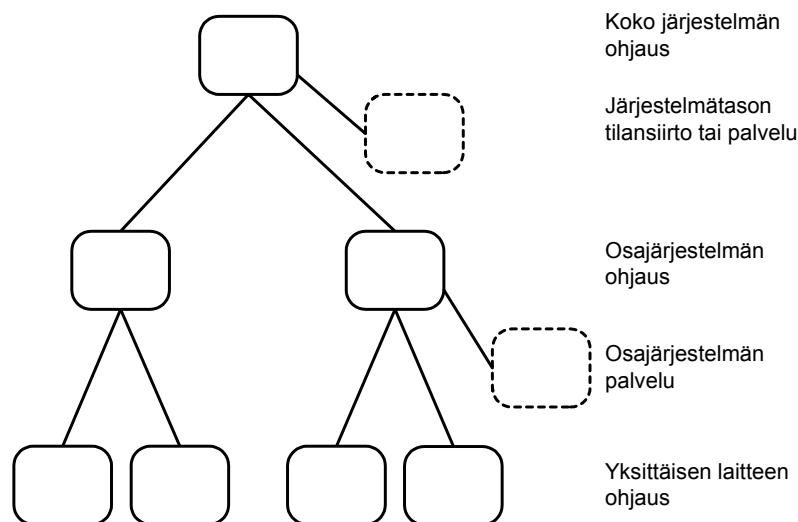 Koko järjestelmän
ohjaus
Järjestelmätason
tilansiirto tai palvelu
Osajärjestelmän
ohjaus
Osajärjestelmän
palvelu
Yksittäisen laitteen
ohjaus